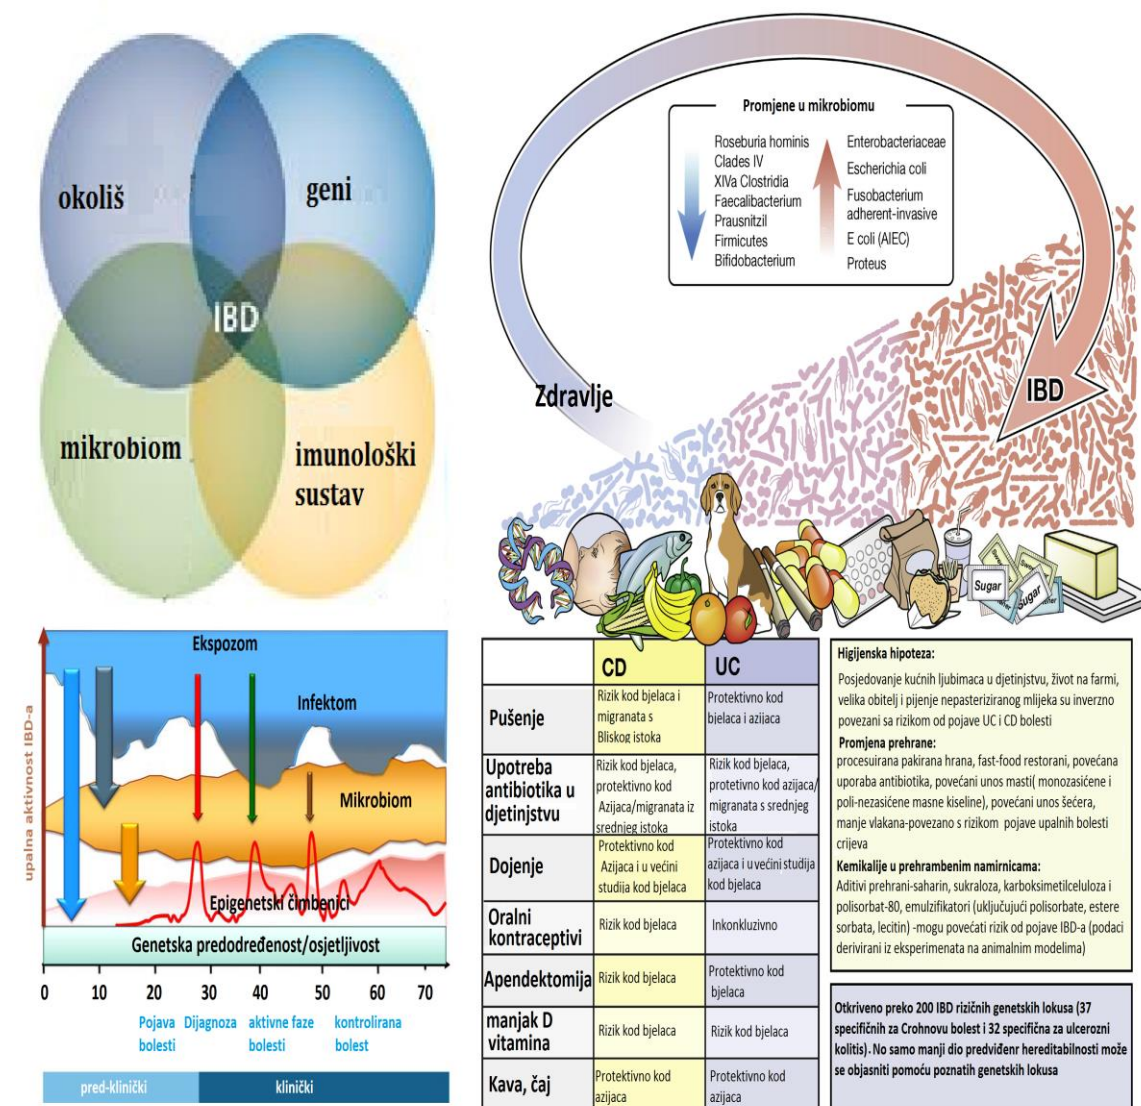 okoliš
geni
IBD
mikrobiom
imunološki
sustav
Promjene u mikrobiomu
Roseburia hominis
Clades IV
XIVa Clostridia
Faecalibacterium
Prausnitzil
Firmicutes
Bifidobacterium
Enterobacteriaceae
Escherichia coli
Fusobacterium
adherent-invasive
E coli (AIEC)
Proteus
Zdravlje
IBD
Sugar
Sugar
upalna aktivnost IBD-a
Ekspozom
Infektom
Mikrobiom
Epigenetski čimbenici
Genetska predodređenost/osjetljivost
0 10 20 30 40 50 60 70
Pojava
bolesti
Dijagnoza
aktivne faze
bolesti
kontrolirana
bolest
pred-klinički
klinički
CD
UC
Pušenje
Rizik kod bjelaca i
migranata s
Bliskog istoka
Protektivno kod
bjelaca i azijaca
Upotreba
antibiotika u
djetinjstvu
Rizik kod bjelaca,
protektivno kod
Azijaca/migranata iz
srednjeg istoka
Rizik kod bjelaca,
protetivno kod azijaca/
migranata s srednjeg
istoka
Dojenje
Protektivno kod
Azijaca i u većini
studija kod bjelaca
Protektivno kod
azijaca i u većini studija
kod bjelaca
Oralni
kontraceptivi
Rizik kod bjelaca
Inkonkluzivno
Apendektomija
Rizik kod bjelaca
Protektivno kod
bjelaca
manjak D
vitamina
Rizik kod bjelaca
Rizik kod bjelaca
Kava, čaj
Protektivno kod
azijaca
Protektivno kod
azijaca
Higijenska hipoteza:
Posjedovanje kućnih ljubimaca u djetinjstvu, život na farmi,
velika obitelj i pijenje nepasteriziranog mlijeka su inverzno
povezani sa rizikom od pojave UC i CD bolesti
Promjena prehrane:
procesuirana pakirana hrana, fast-food restorani, povećana
uporaba antibiotika, povećani unos masti( monozasićene i
poli-nezasićene masne kiseline), povećani unos šećera,
manje vlakana-povezano s rizikom pojave upalnih bolesti
crijeva
Kemikalije u prehrambenim namirnicama:
Aditivi prehrani-saharin, sukraloza, karboksimetilceluloza i
polisorbat-80, emulzifikatori (uključujući polisorbate, estere
sorbata, lecitin) -mogu povećati rizik od pojave IBD-a (podaci
derivirani iz eksperimenata na animalnim modelima)
Otkriveno preko 200 IBD rizičnih genetskih lokusa (37
specifičnih za Crohnovu bolest i 32 specifična za ulcerozni
kolitis). No samo manji dio predviđenr hereditabilnosti može
se objasniti pomoću poznatih genetskih lokusa